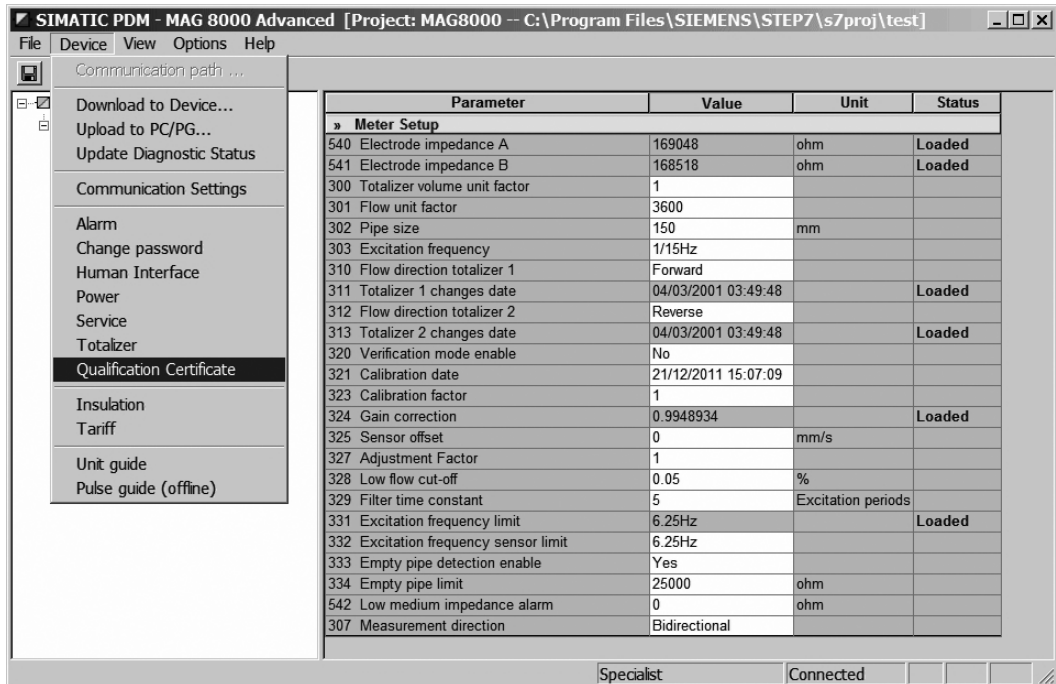 SIMATIC PDM - MAG 8000 Advanced [Project: MAG8000 -- C:\Program Files\SIEMENS\STEP7\s7proj\test]
File Device View Options Help
Communication path ...
Download to Device...
Upload to PC/PG...
Update Diagnostic Status
Communication Settings
Alarm
Change password
Human Interface
Power
Service
Totalizer
Qualification Certificate
Insulation
Tariff
Unit guide
Pulse guide (offline)
Parameter Value Unit Status
» Meter Setup
540 Electrode impedance A 169048 ohm Loaded
541 Electrode impedance B 168518 ohm Loaded
300 Totalizer volume unit factor 1
301 Flow unit factor 3600
302 Pipe size 150 mm
303 Excitation frequency 1/15Hz
310 Flow direction totalizer 1 Forward
311 Totalizer 1 changes date 04/03/2001 03:49:48 Loaded
312 Flow direction totalizer 2 Reverse
313 Totalizer 2 changes date 04/03/2001 03:49:48 Loaded
320 Verification mode enable No
321 Calibration date 21/12/2011 15:07:09
323 Calibration factor 1
324 Gain correction 0.9948934 Loaded
325 Sensor offset 0 mm/s
327 Adjustment Factor 1
328 Low flow cut-off 0.05 %
329 Filter time constant 5 Excitation periods
331 Excitation frequency limit 6.25Hz Loaded
332 Excitation frequency sensor limit 6.25Hz
333 Empty pipe detection enable Yes
334 Empty pipe limit 25000 ohm
542 Low medium impedance alarm 0 ohm
307 Measurement direction Bidirectional
Specialist Connected